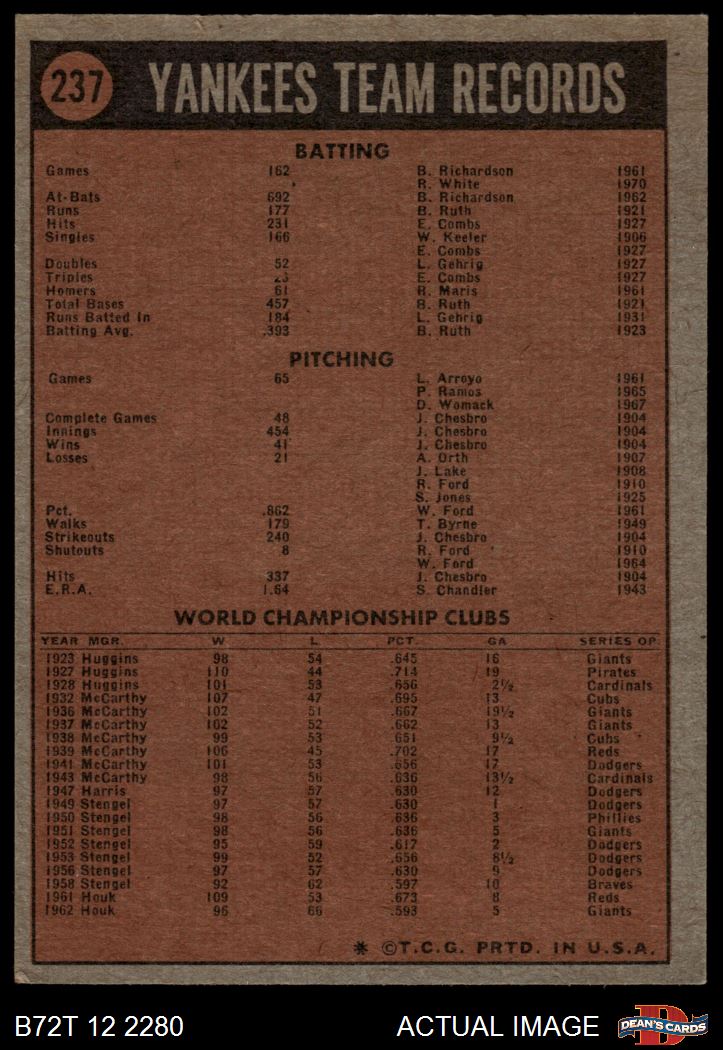 237 YANKEES TEAM RECORDS
BATTING
Games 162 B. Richardson 1961
R. White 1970
At-Bats 692 B. Richardson 1962
Runs 177 B. Ruth 1921
Hits 231 E. Combs 1927
Singles 166 W. Keeler 1906
E. Combs 1927
Doubles 52 L. Gehrig 1927
Triples 23 E. Combs 1927
Homers 61 R. Maris 1961
Total Bases 457 B. Ruth 1921
Runs Batted In 184 L. Gehrig 1931
Batting Avg. .393 B. Ruth 1923
PITCHING
Games 65 L. Arroyo 1961
P. Ramos 1965
D. Womack 1967
Complete Games 48 J. Chesbro 1904
Innings 454 J. Chesbro 1904
Wins 41 J. Chesbro 1904
Losses 21 A. Orth 1907
J. Lake 1908
R. Ford 1910
S. Jones 1925
Pct. .862 W. Ford 1961
Walks 179 T. Byrne 1949
Strikeouts 240 J. Chesbro 1904
Shutouts 8 R. Ford 1910
W. Ford 1964
Hits 337 J. Chesbro 1904
E.R.A. 1.64 S. Chandler 1943
WORLD CHAMPIONSHIP CLUBS
YEAR MGR. W L PCT. GA SERIES OP.
1923 Huggins 98 54 .645 16 Giants
1927 Huggins 110 44 .714 19 Pirates
1928 Huggins 101 53 .656 2½ Cardinals
1932 McCarthy 107 47 .695 13 Cubs
1936 McCarthy 102 51 .667 19½ Giants
1937 McCarthy 102 52 .662 13 Giants
1938 McCarthy 99 53 .651 9½ Cubs
1939 McCarthy 106 45 .702 17 Reds
1941 McCarthy 101 53 .656 17 Dodgers
1943 McCarthy 98 56 .636 13½ Cardinals
1947 Harris 97 57 .630 12 Dodgers
1949 Stengel 97 57 .630 1 Dodgers
1950 Stengel 98 56 .636 3 Phillies
1951 Stengel 98 56 .636 5 Giants
1952 Stengel 95 59 .617 2 Dodgers
1953 Stengel 99 52 .656 8½ Dodgers
1956 Stengel 97 57 .630 9 Dodgers
1958 Stengel 92 62 .597 10 Braves
1961 Houk 109 53 .673 8 Reds
1962 Houk 96 66 .593 5 Giants
* ©T.C.G. PRTD. IN U.S.A.
B72T 12 2280 ACTUAL IMAGE
D
DEAN'S CARDS